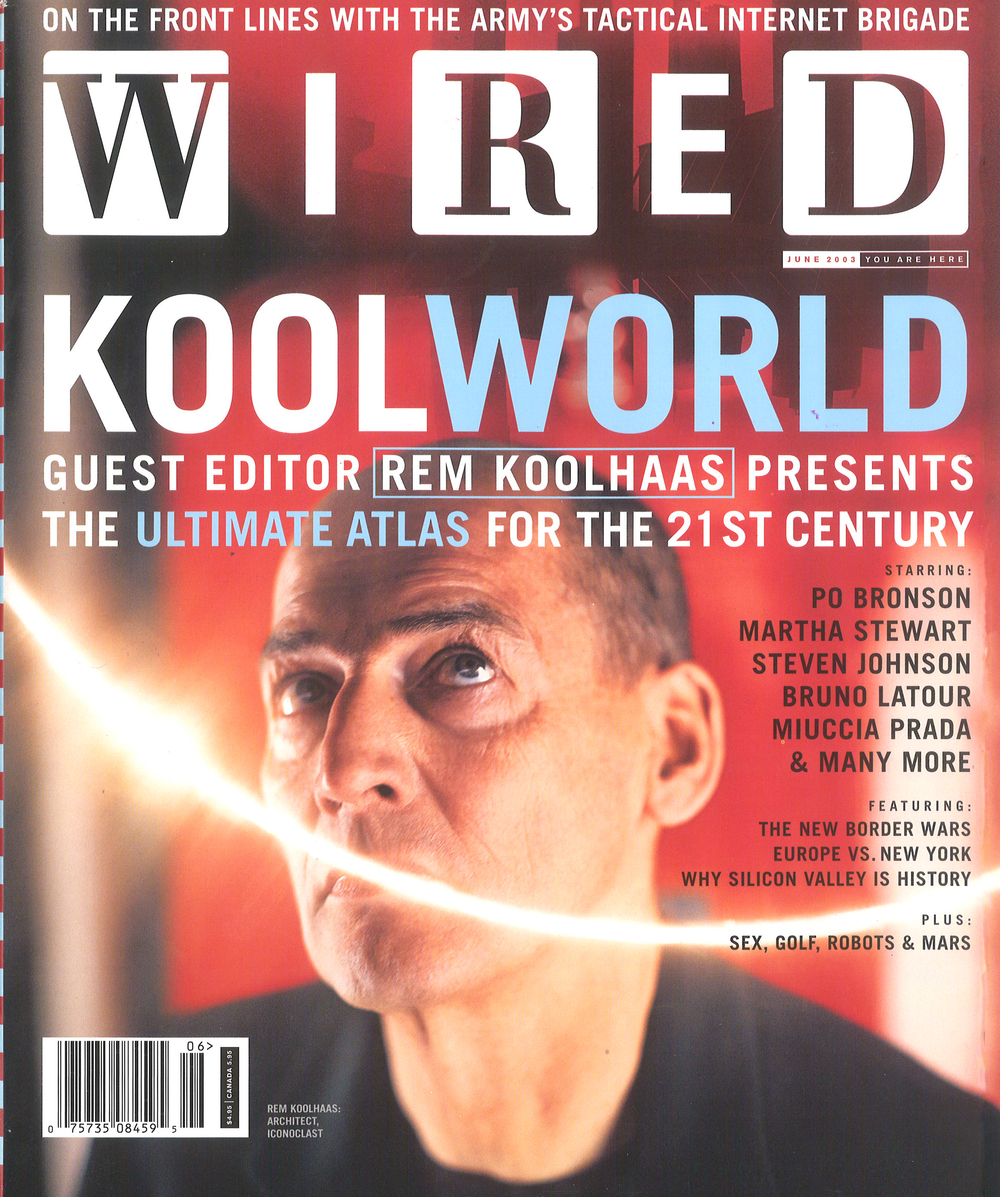 ON THE FRONT LINES WITH THE ARMY'S TACTICAL INTERNET BRIGADE
WIRED
JUNE 2003 YOU ARE HERE
KOOLWORLD
GUEST EDITOR REM KOOLHAAS PRESENTS
THE ULTIMATE ATLAS FOR THE 21ST CENTURY
STARRING:
PO BRONSON
MARTHA STEWART
STEVEN JOHNSON
BRUNO LATOUR
MIUCCIA PRADA
& MANY MORE
FEATURING:
THE NEW BORDER WARS
EUROPE VS. NEW YORK
WHY SILICON VALLEY IS HISTORY
PLUS:
SEX, GOLF, ROBOTS & MARS
06>
$4.95 | CANADA 5.95
0 75735 08459 5
REM KOOLHAAS:
ARCHITECT,
ICONOCLAST